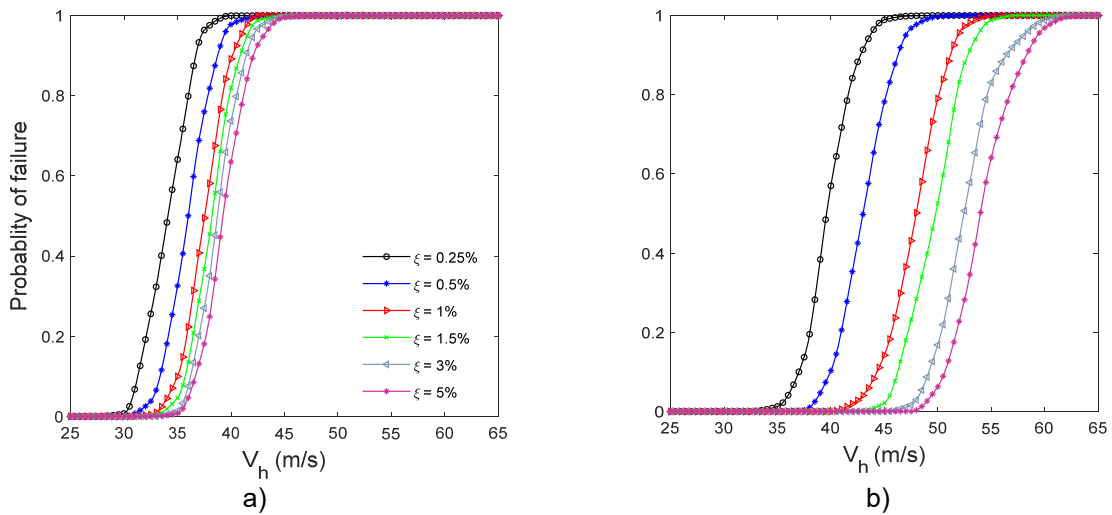 1
0.8
0.6
0.4
0.2
0
Probablity of failure
25 30 35 40 45 50 55 60 65
V_h (m/s)
ξ = 0.25%
ξ = 0.5%
ξ = 1%
ξ = 1.5%
ξ = 3%
ξ = 5%
a)
1
0.8
0.6
0.4
0.2
0
25 30 35 40 45 50 55 60 65
V_h (m/s)
b)